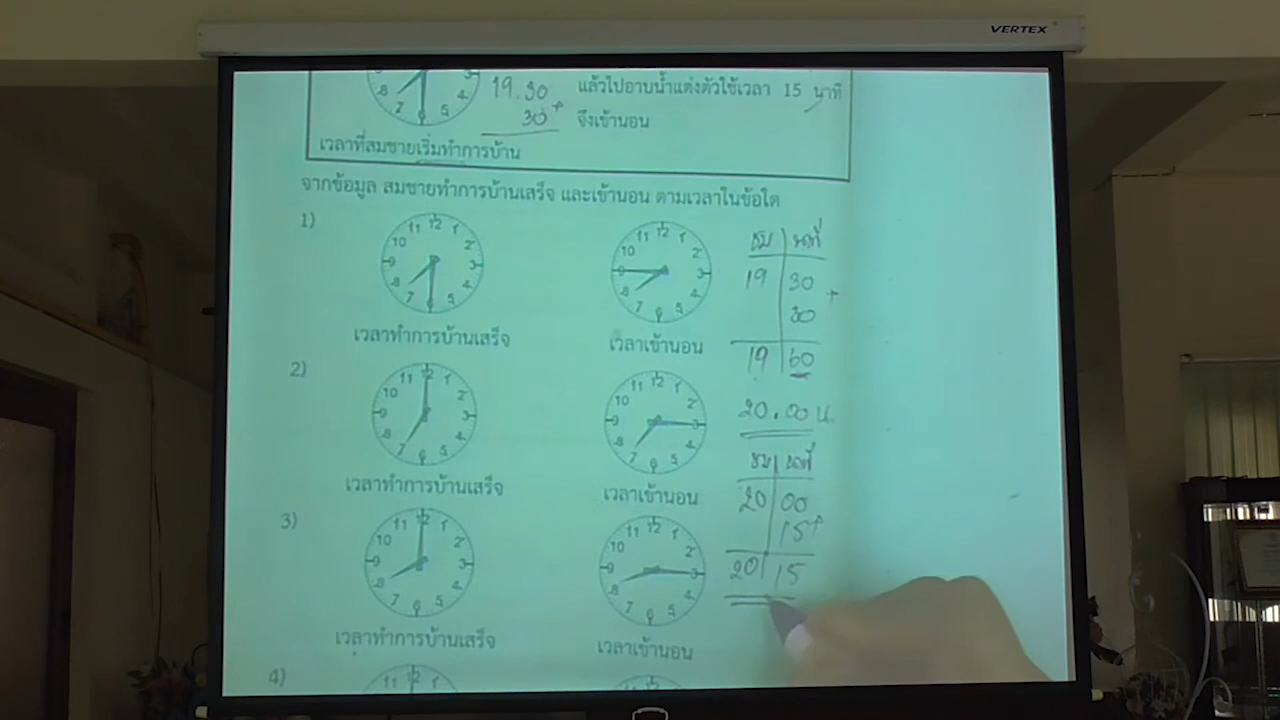 VERTEX
19.30 แล้วไปอาบน้ำแต่งตัวใช้เวลา 15 นาที
30+ จึงเข้านอน
เวลาที่สมชายเริ่มทำการบ้าน
จากข้อมูล สมชายทำการบ้านเสร็จ และเข้านอน ตามเวลาในข้อใด
1)
เวลาทำการบ้านเสร็จ เวลาเข้านอน
ชม นาที
19 30
30 +
19 60
20.00 น.
2)
เวลาทำการบ้านเสร็จ เวลาเข้านอน
ชม นาที
20 00
15+
20 15
3)
เวลาทำการบ้านเสร็จ เวลาเข้านอน
4)